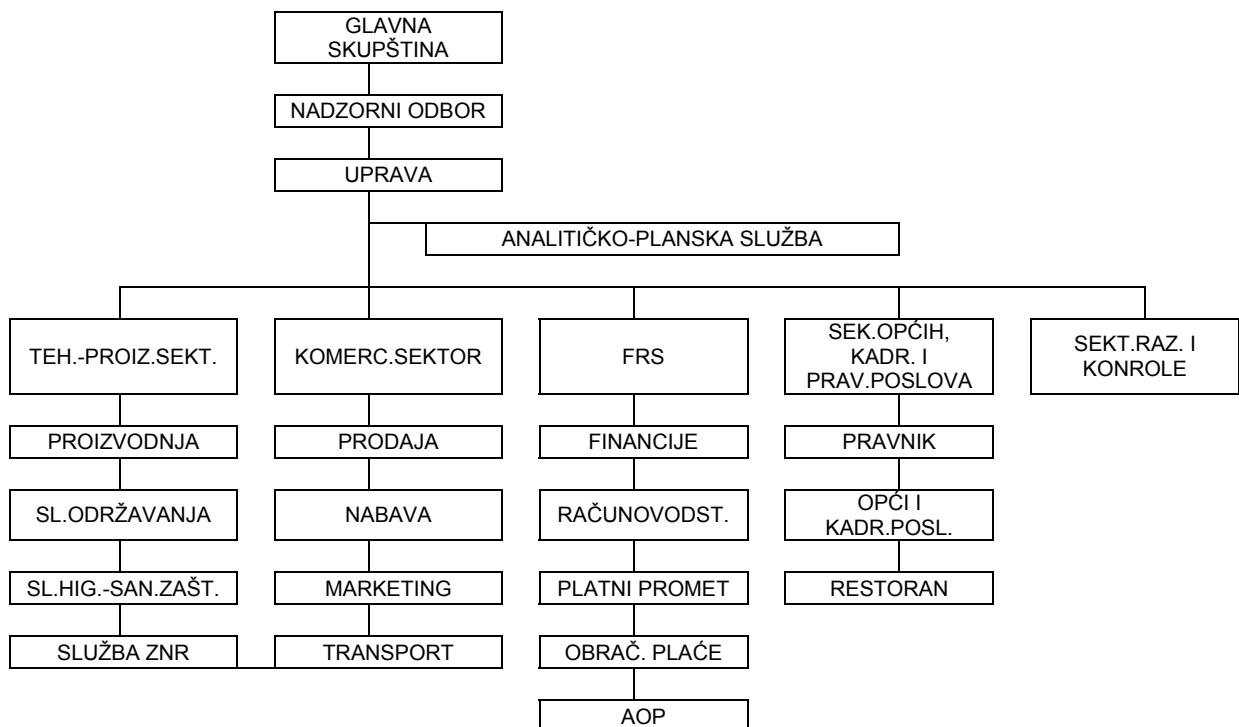 GLAVNA
SKUPŠTINA
NADZORNI ODBOR
UPRAVA
ANALITIČKO-PLANSKA SLUŽBA
TEH.-PROIZ.SEKT.
KOMERC.SEKTOR
FRS
SEK.OPĆIH,
KADR. I
PRAV.POSLOVA
SEKT.RAZ. I
KONROLE
PROIZVODNJA
PRODAJA
FINANCIJE
PRAVNIK
SL.ODRŽAVANJA
NABAVA
RAČUNOVODST.
OPĆI I
KADR.POSL.
SL.HIG.-SAN.ZAŠT.
MARKETING
PLATNI PROMET
RESTORAN
SLUŽBA ZNR
TRANSPORT
OBRAČ. PLAĆE
AOP